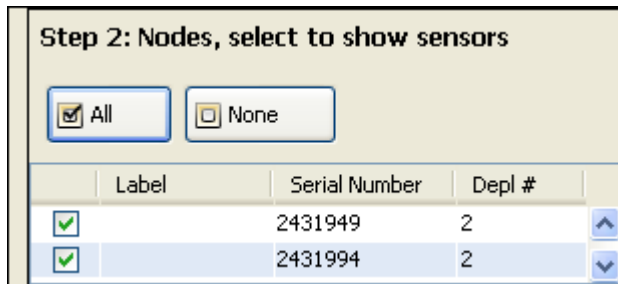 Step 2: Nodes, select to show sensors
All None
Label Serial Number Depl #
2431949 2
2431994 2